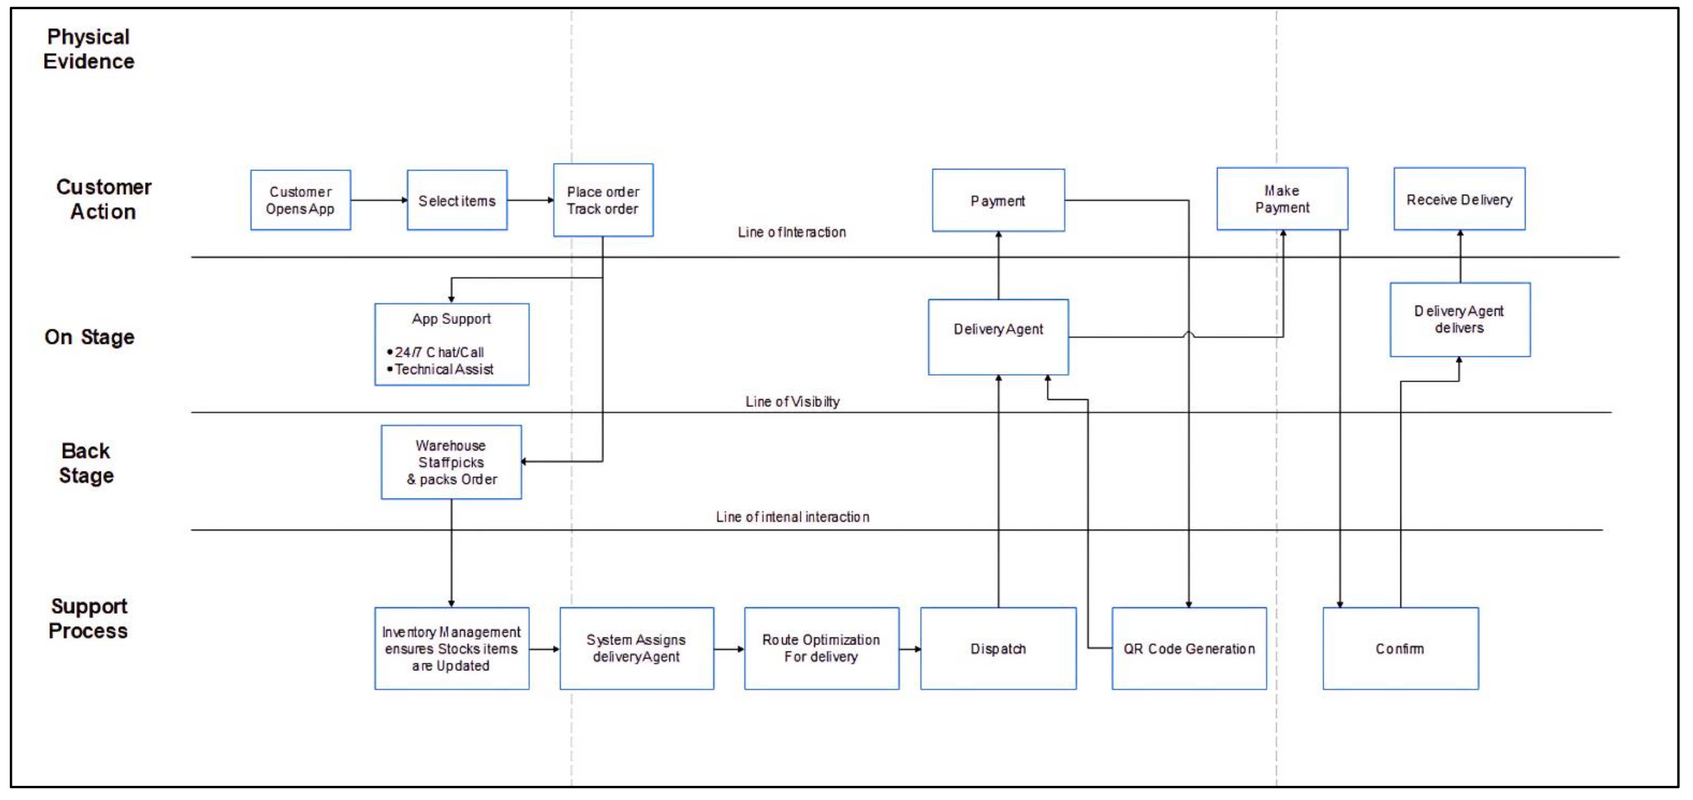 Physical
Evidence
Customer
Action
Customer
Opens App
Select items
Place order
Track order
Payment
Make
Payment
Receive Delivery
Line of Interaction
On Stage
App Support
• 24/7 Chat/Call
• Technical Assist
Delivery Agent
Delivery Agent
delivers
Line of Visibilty
Back
Stage
Warehouse
Staff picks
& packs Order
Line of intenal interaction
Support
Process
Inventory Management
ensures Stocks items
are Updated
System Assigns
delivery Agent
Route Optimization
For delivery
Dispatch
QR Code Generation
Confirm